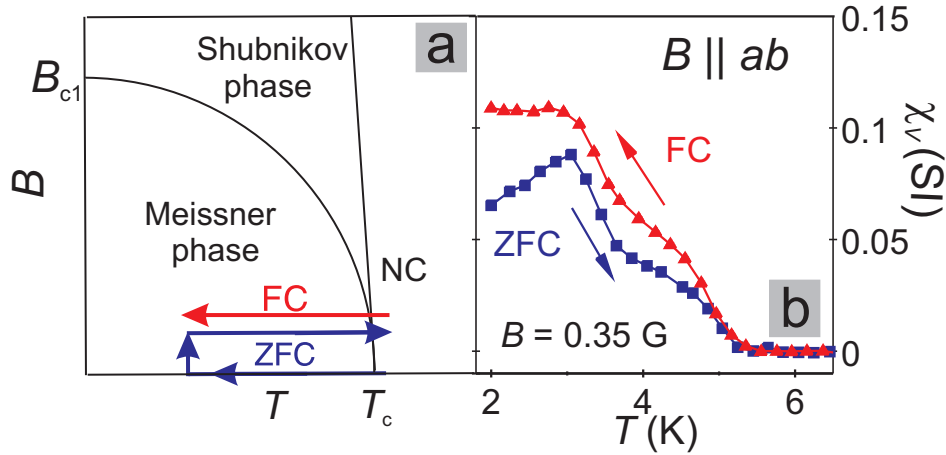 a
Shubnikov
phase
B_c1
B
Meissner
phase
NC
FC
ZFC
T
T_c
b
B || ab
FC
ZFC
B = 0.35 G
0.15
0.1
0.05
0
χ_v(SI)
2
4
6
T (K)